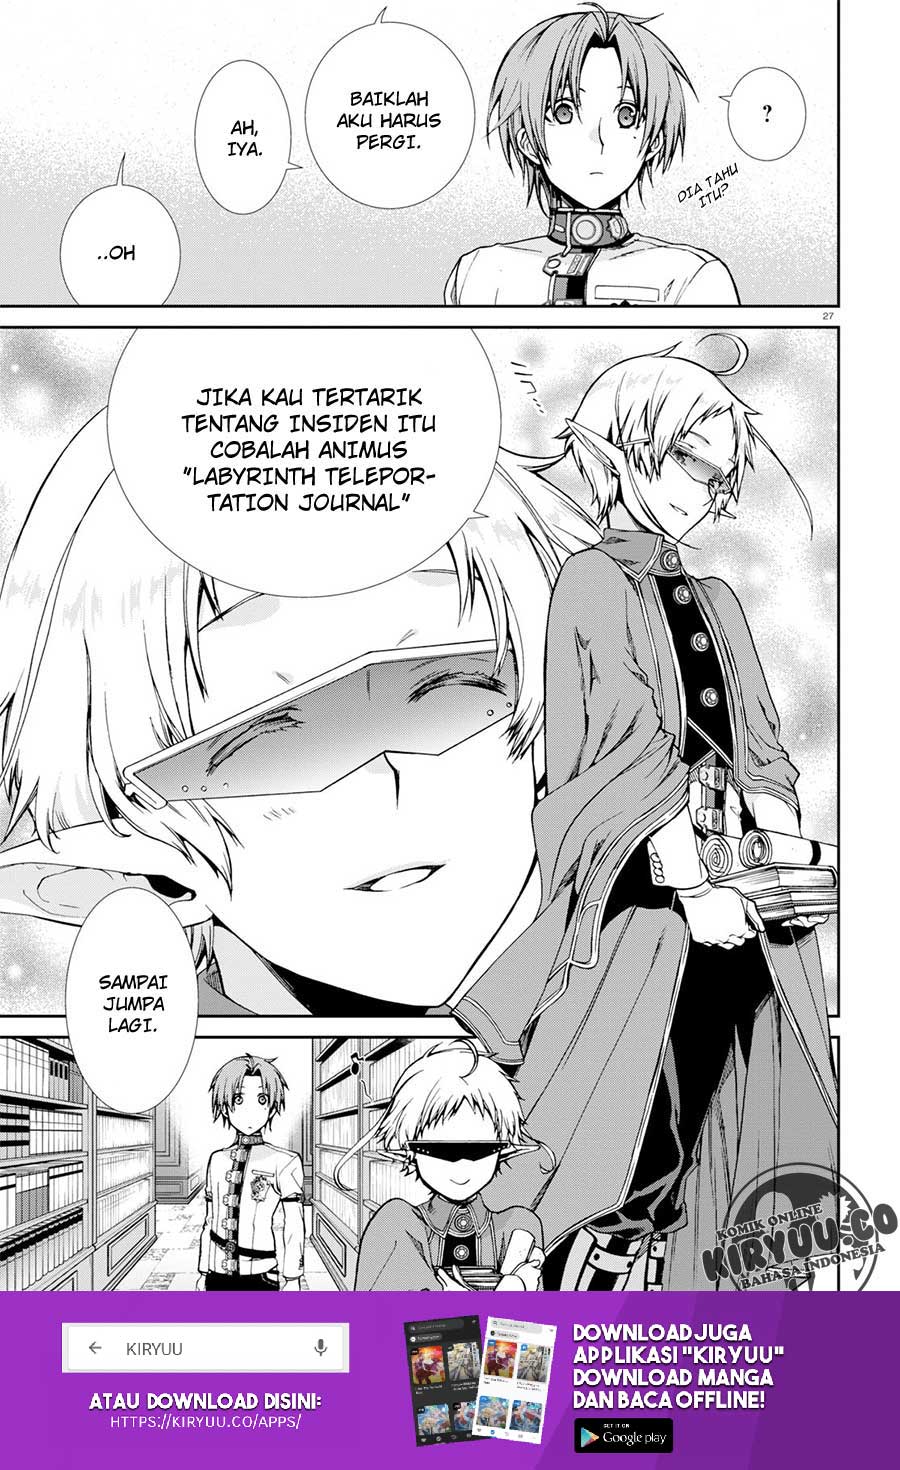 ?
DIA TAHU
ITU?
BAIKLAH
AKU HARUS
PERGI.
AH,
IYA.
..OH
27
JIKA KAU TERTARIK
TENTANG INSIDEN ITU
COBALAH ANIMUS
"LABYRINTH TELEPOR-
TATION JOURNAL"
SAMPAI
JUMPA
LAGI.
KOMIK ONLINE
KIRYUU.CO
BAHASA INDONESIA
KIRYUU
ATAU DOWNLOAD DISINI:
HTTPS://KIRYUU.CO/APPS/
DOWNLOAD JUGA
APPLIKASI "KIRYUU"
DOWNLOAD MANGA
DAN BACA OFFLINE!
GET IT ON
Google play